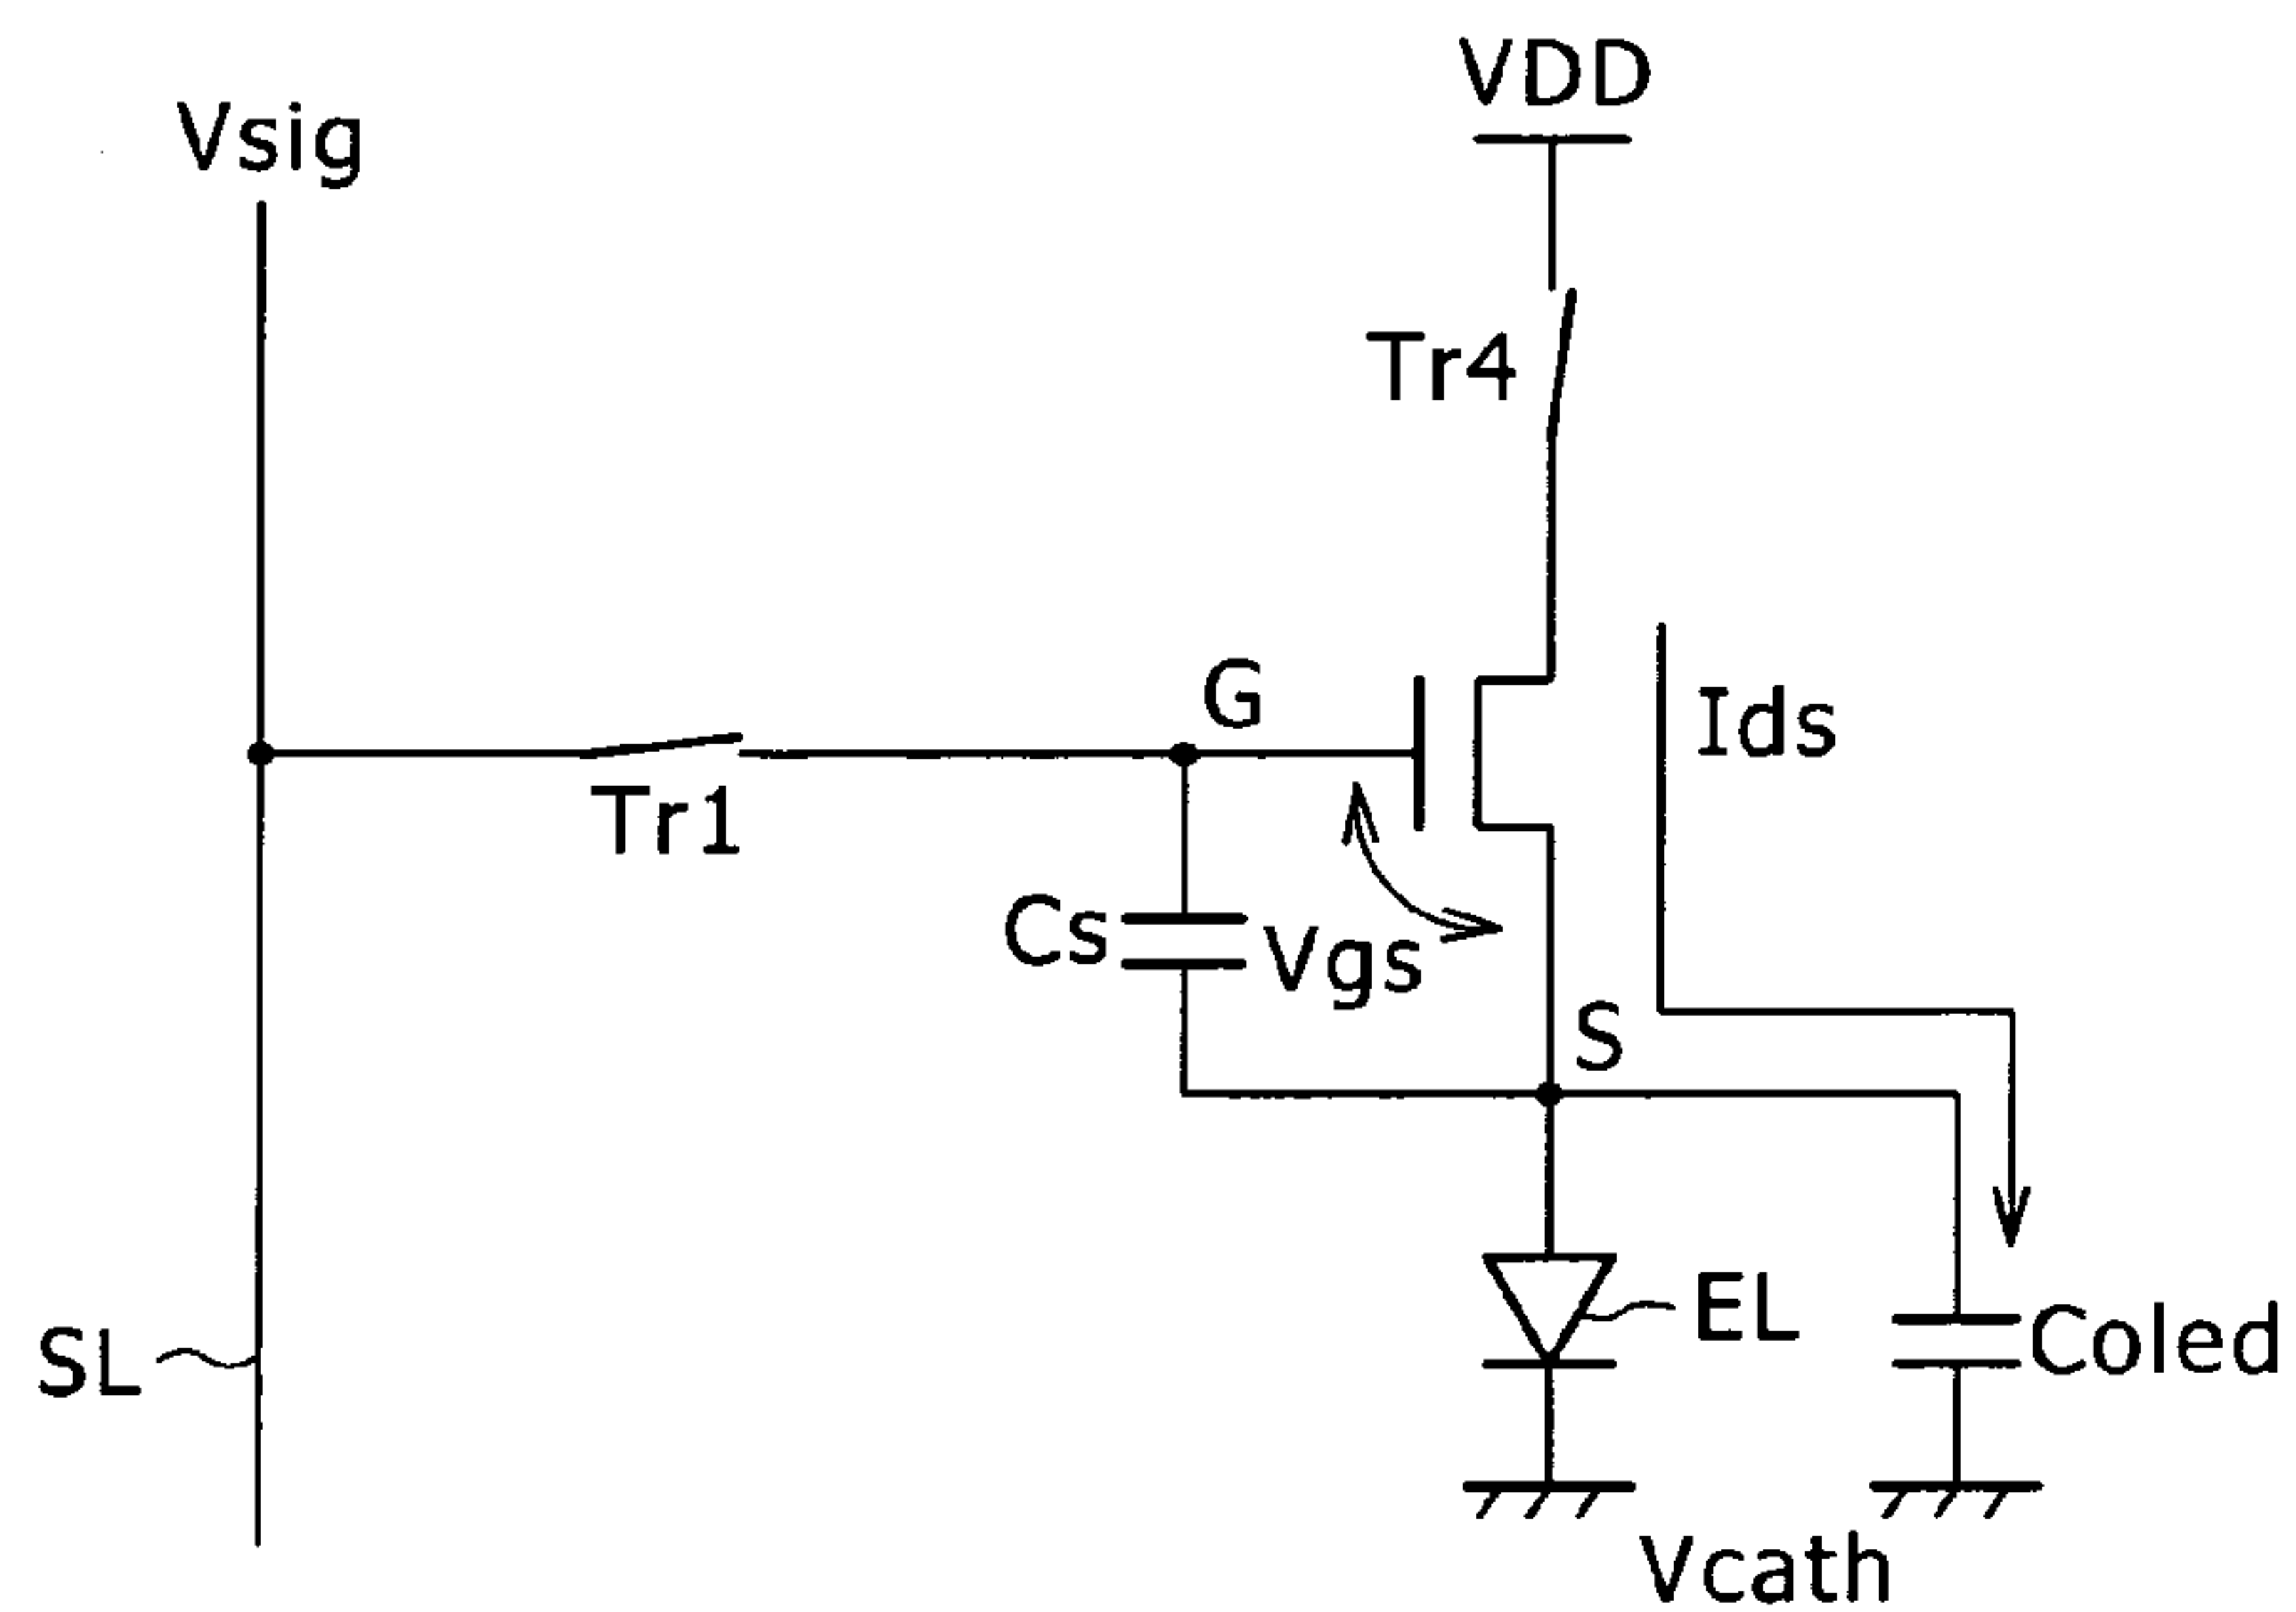 VDD
Vsig
Tr4
G
Ids
Tr1
Cs
Vgs
S
EL
Coled
SL
Vcath